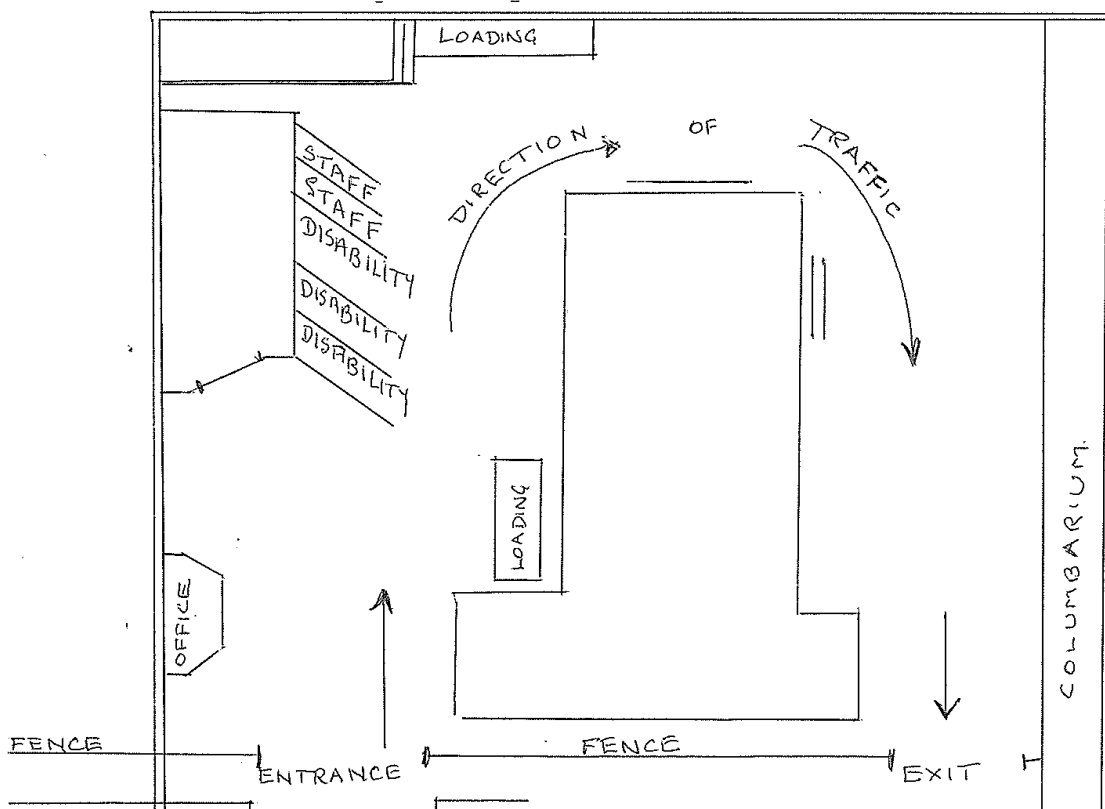 LOADING
DIRECTION OF TRAFFIC
STAFF
STAFF
DISABILITY
DISABILITY
DISABILITY
LOADING
OFFICE
COLUMBARIUM.
FENCE
FENCE
ENTRANCE
EXIT